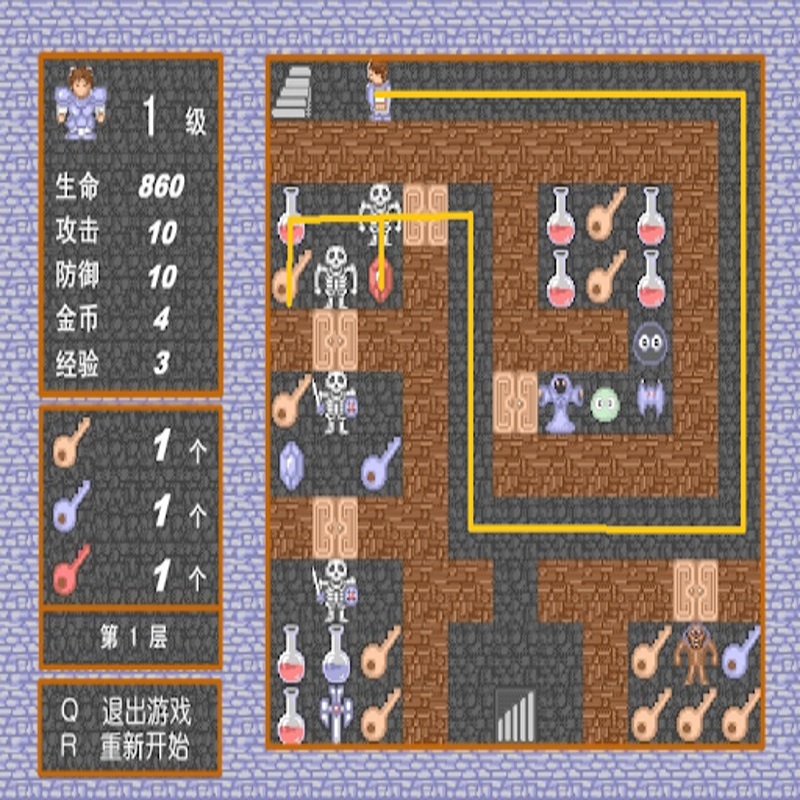 1 级
生命 860
攻击 10
防御 10
金币 4
经验 3
1 个
1 个
1 个
第 1 层
Q 退出游戏
R 重新开始